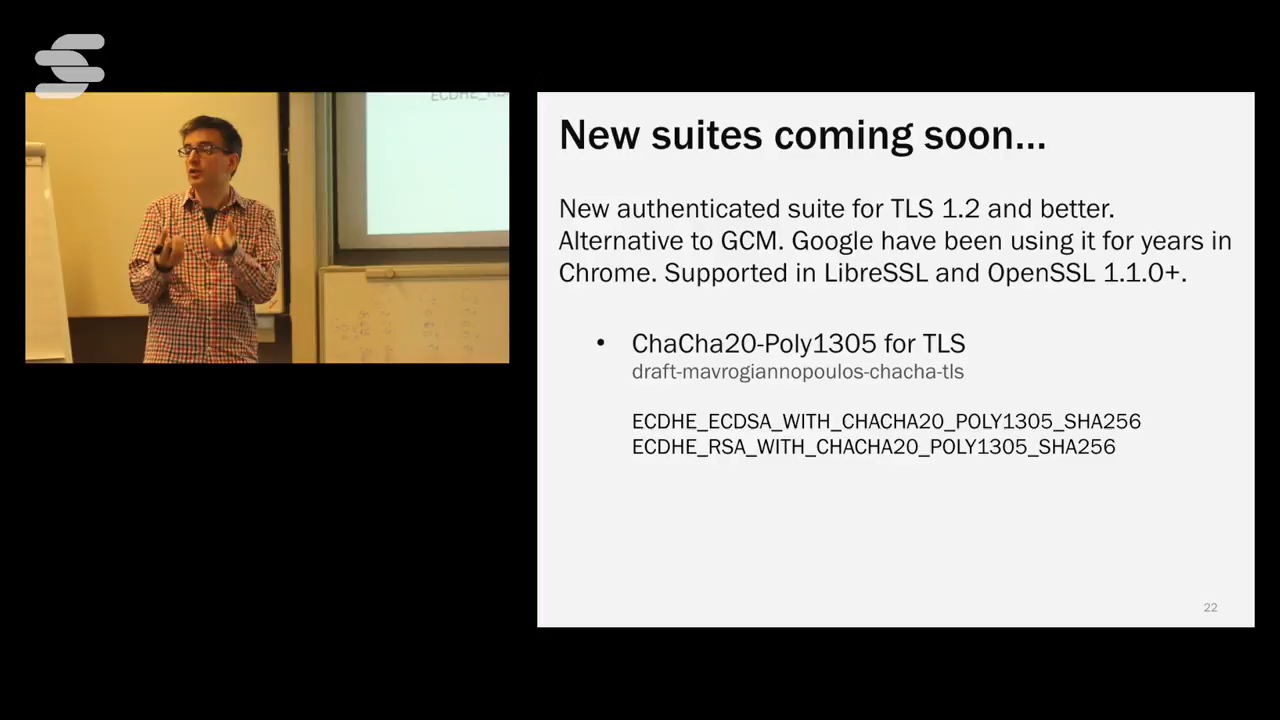 ECDHE_RS
New suites coming soon...
New authenticated suite for TLS 1.2 and better.
Alternative to GCM. Google have been using it for years in
Chrome. Supported in LibreSSL and OpenSSL 1.1.0+.
• ChaCha20-Poly1305 for TLS
draft-mavrogiannopoulos-chacha-tls
ECDHE_ECDSA_WITH_CHACHA20_POLY1305_SHA256
ECDHE_RSA_WITH_CHACHA20_POLY1305_SHA256
22